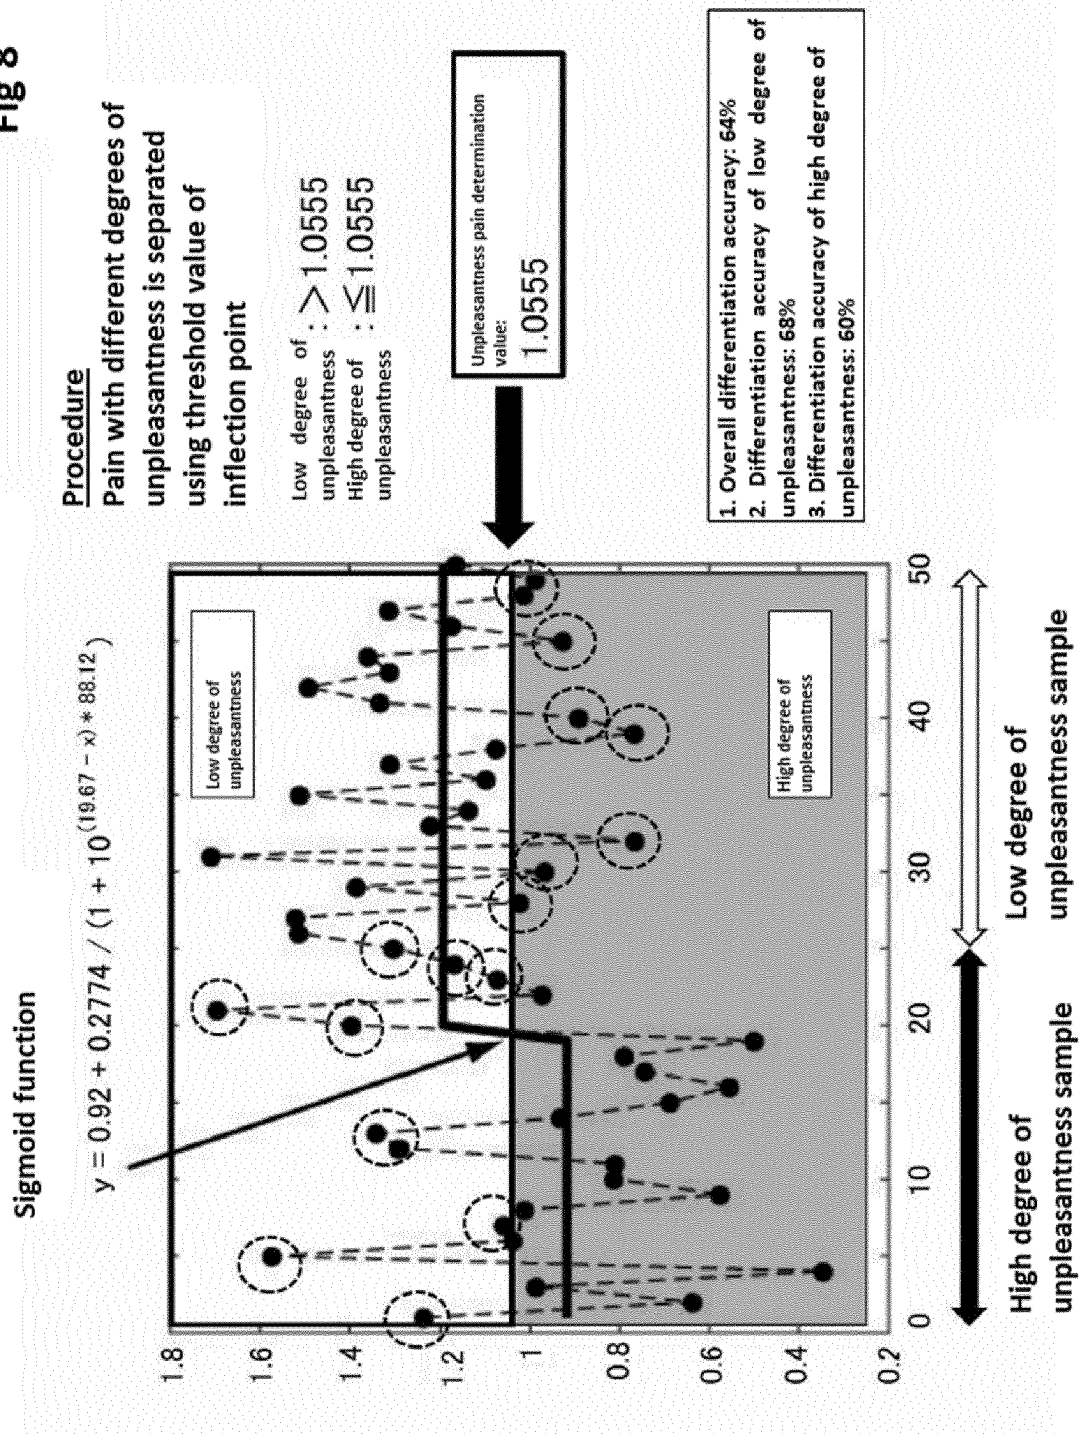 Fig 8
Sigmoid function
y = 0.92 + 0.2774 / (1 + 10^(19.67 − x) * 88.12)
Procedure
Pain with different degrees of
unpleasantness is separated
using threshold value of
inflection point
Low degree of
unpleasantness : >1.0555
High degree of
unpleasantness : ≦1.0555
Unpleasantness pain determination
value:
1.0555
1. Overall differentiation accuracy: 64%
2. Differentiation accuracy of low degree of
unpleasantness: 68%
3. Differentiation accuracy of high degree of
unpleasantness: 60%
Low degree of
unpleasantness
High degree of
unpleasantness
1.8
1.6
1.4
1.2
1
0.8
0.6
0.4
0.2
0
10
20
30
40
50
High degree of
unpleasantness sample
Low degree of
unpleasantness sample